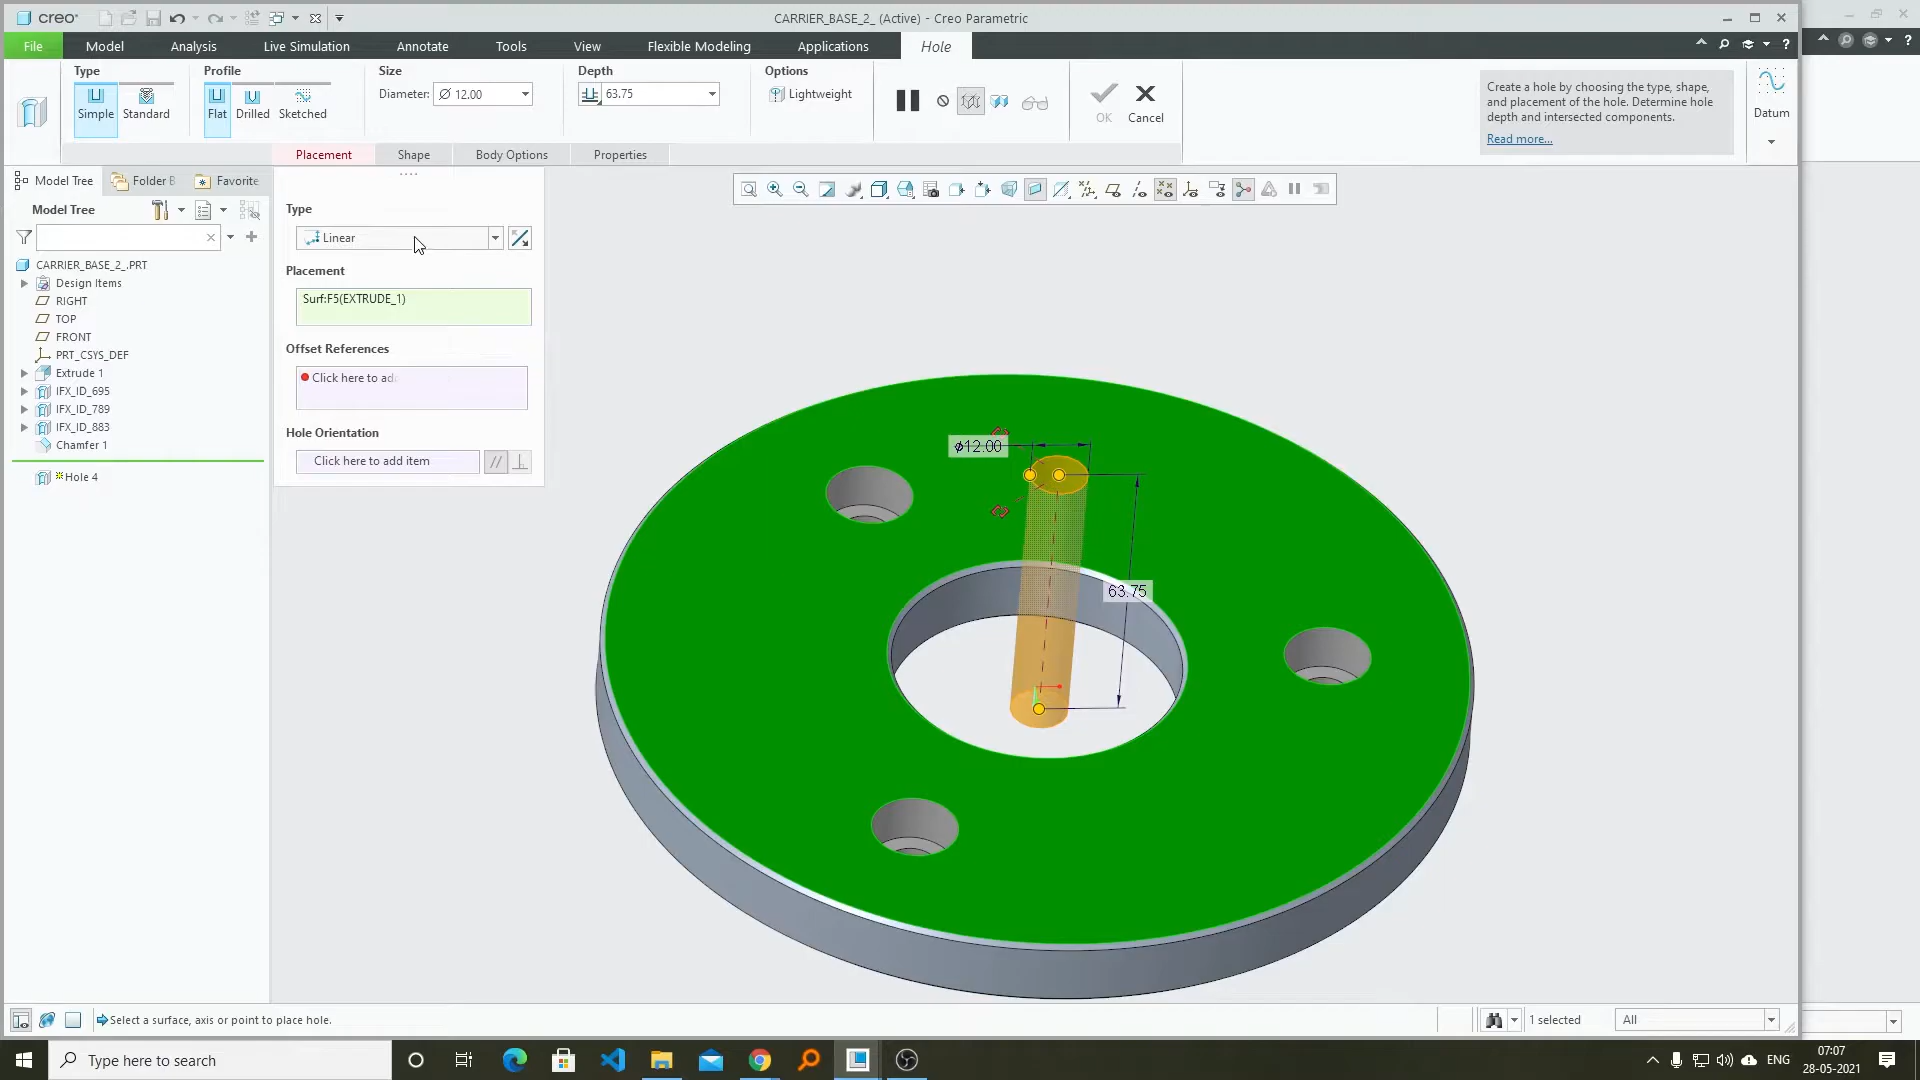 creo
CARRIER_BASE_2_ (Active) - Creo Parametric
File
Model
Analysis
Live Simulation
Annotate
Tools
View
Flexible Modeling
Applications
Hole
Type
Profile
Size
Depth
Options
Diameter:
Ø 12.00
63.75
Lightweight
Simple
Standard
Flat
Drilled
Sketched
OK
Cancel
Create a hole by choosing the type, shape,
and placement of the hole. Determine hole
depth and intersected components.
Read more...
Datum
Placement
Shape
Body Options
Properties
Model Tree
Folder B
Favorite
Model Tree
CARRIER_BASE_2_.PRT
Design Items
RIGHT
TOP
FRONT
PRT_CSYS_DEF
Extrude 1
IFX_ID_695
IFX_ID_789
IFX_ID_883
Chamfer 1
Hole 4
Type
Linear
Placement
Surf:F5(EXTRUDE_1)
Offset References
Click here to ad
Hole Orientation
Click here to add item
ø12.00
63.75
Select a surface, axis or point to place hole.
1 selected
All
Type here to search
ENG
07:07
28-05-2021